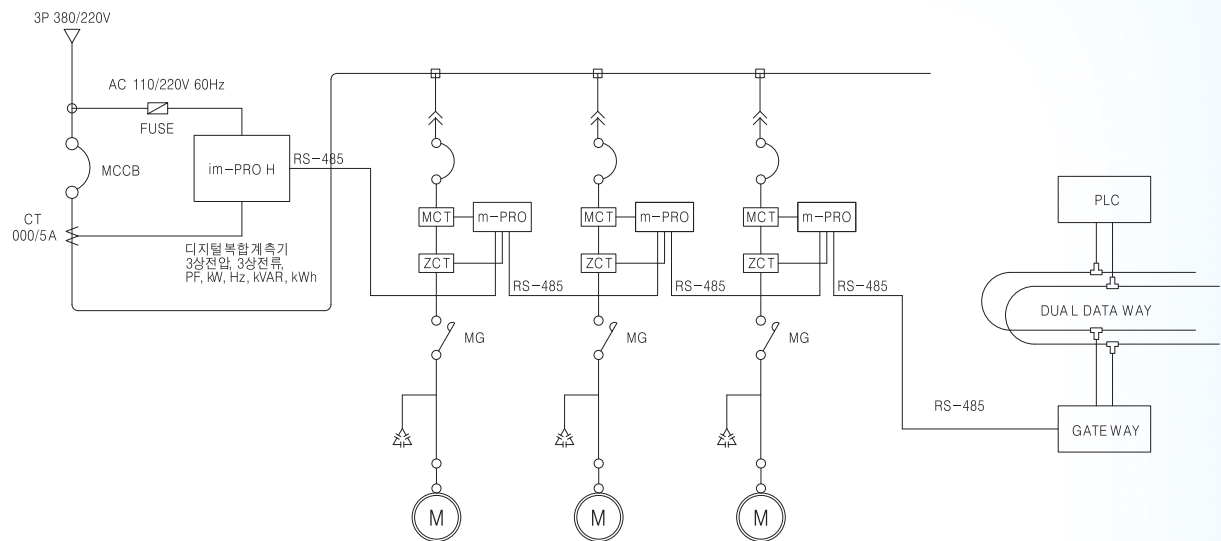 3P 380/220V
AC 110/220V 60Hz
FUSE
MCCB
im-PRO H
RS-485
CT
000/5A
디지털복합계측기
3상전압, 3상전류,
PF, kW, Hz, kVAR, kWh
MCT
m-PRO
ZCT
RS-485
MG
M
MCT
m-PRO
ZCT
RS-485
MG
M
MCT
m-PRO
ZCT
RS-485
MG
M
RS-485
PLC
DUAL DATA WAY
GATE WAY